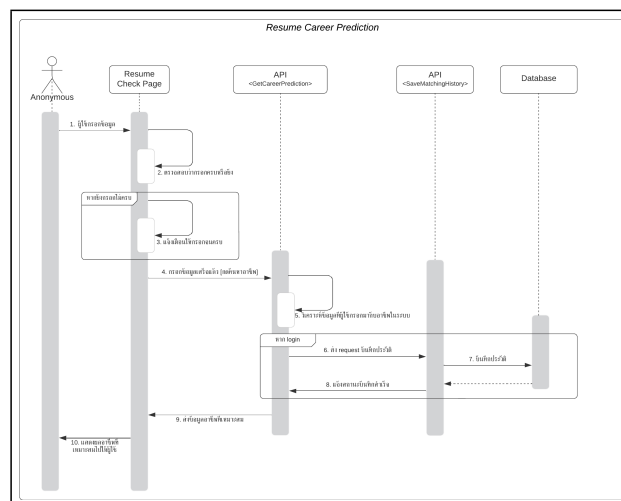 Resume Career Prediction
Anonymous
Resume
Check Page
API
<GetCareerPrediction>
API
<SaveMatchingHistory>
Database
1. ผู้ใช้กรอกข้อมูล
2. ตรวจสอบว่ากรอกครบหรือยัง
หากยังกรอกไม่ครบ
3. แจ้งเตือนให้กรอกจนครบ
4. กรอกข้อมูลเสร็จแล้ว [กดค้นหาอาชีพ]
5. วิเคราะห์ข้อมูลที่ผู้ใช้กรอกมากับอาชีพในระบบ
หาก login
6. ส่ง request บันทึกประวัติ
7. บันทึกประวัติ
8. แจ้งสถานะบันทึกสำเร็จ
9. ส่งข้อมูลอาชีพที่เหมาะสม
10. แสดงผลอาชีพที่
เหมาะสมไปให้ผู้ใช้